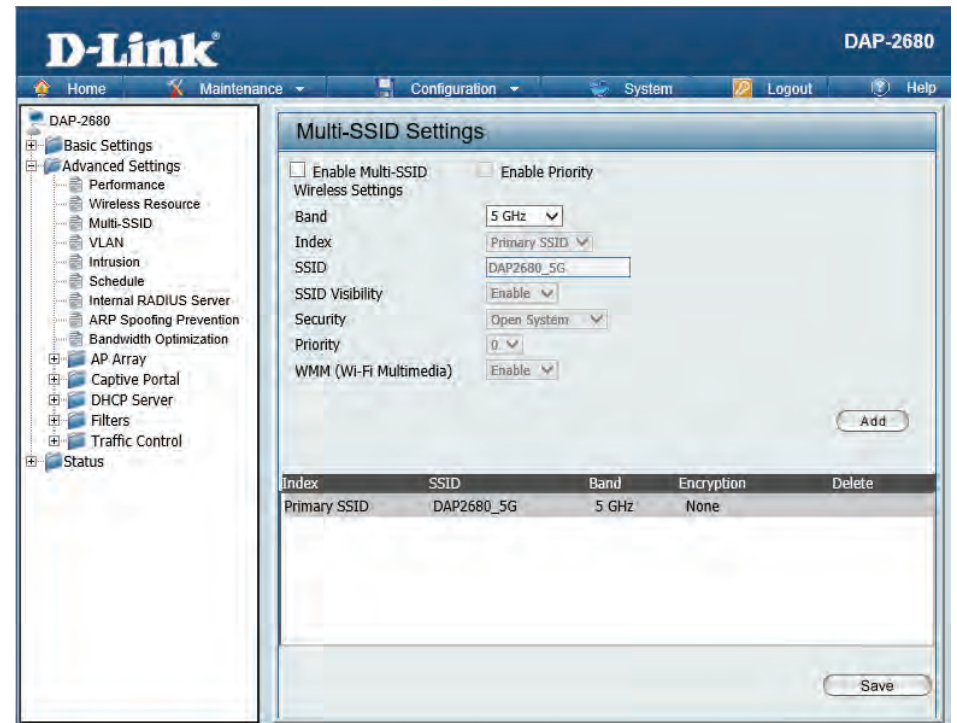 D-Link
DAP-2680
Home Maintenance Configuration System Logout Help
DAP-2680
Basic Settings
Advanced Settings
Performance
Wireless Resource
Multi-SSID
VLAN
Intrusion
Schedule
Internal RADIUS Server
ARP Spoofing Prevention
Bandwidth Optimization
AP Array
Captive Portal
DHCP Server
Filters
Traffic Control
Status
Multi-SSID Settings
Enable Multi-SSID Enable Priority
Wireless Settings
Band 5 GHz
Index Primary SSID
SSID DAP2680_5G
SSID Visibility Enable
Security Open System
Priority 0
WMM (Wi-Fi Multimedia) Enable
Add
Index SSID Band Encryption Delete
Primary SSID DAP2680_5G 5 GHz None
Save